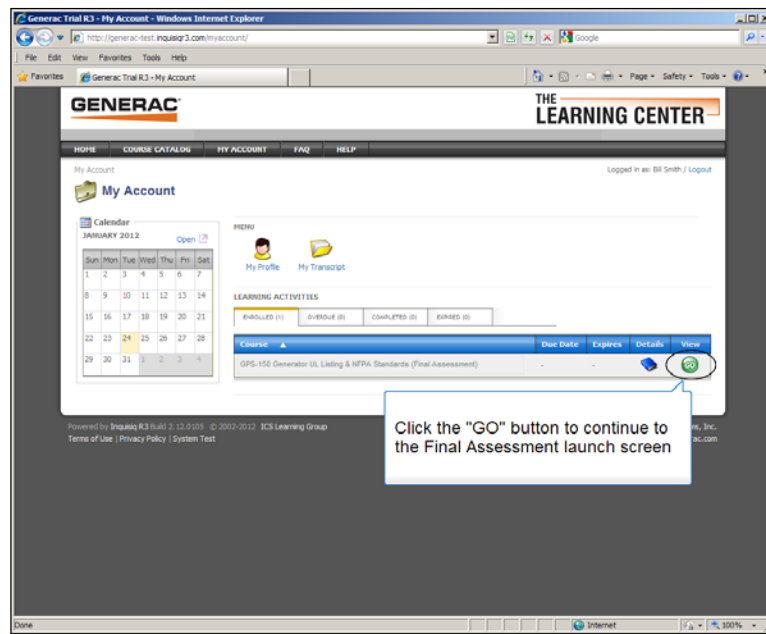 Generac Trial R3 - My Account - Windows Internet Explorer
http://generac-test.inquisiqr3.com/myaccount/
Google
File Edit View Favorites Tools Help
Favorites Generac Trial R3 - My Account Page Safety Tools
GENERAC
THE
LEARNING CENTER
HOME COURSE CATALOG MY ACCOUNT FAQ HELP
My Account Logged in as: Bill Smith / Logout
My Account
Calendar
JANUARY 2012 Open
Sun Mon Tue Wed Thu Fri Sat
1 2 3 4 5 6 7
8 9 10 11 12 13 14
15 16 17 18 19 20 21
22 23 24 25 26 27 28
29 30 31 1 2 3 4
MENU
My Profile My Transcript
LEARNING ACTIVITIES
ENROLLED (1) OVERDUE (0) COMPLETED (0) EXPIRED (0)
Course Due Date Expires Details View
GPS-150 Generator UL Listing & NFPA Standards (Final Assessment) - - GO
Click the "GO" button to continue to
the Final Assessment launch screen
Powered by Inquisiq R3 Build 2.12.0105 © 2002-2012 ICS Learning Group ms, Inc.
Terms of Use | Privacy Policy | System Test ac.com
Done Internet 100%